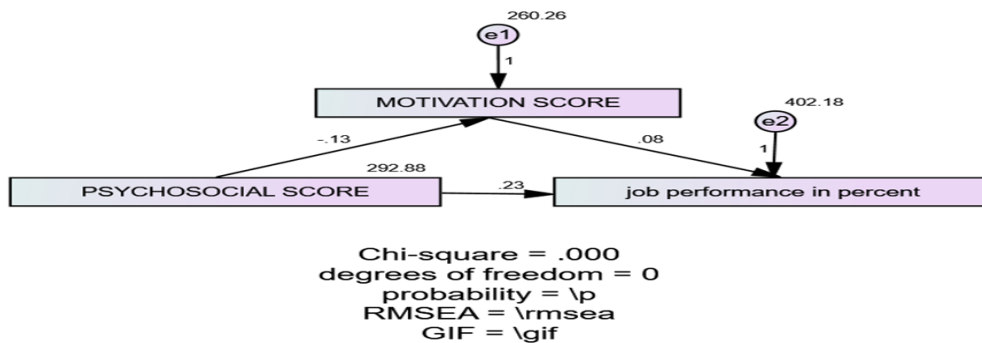 260.26
e1
1
MOTIVATION SCORE
402.18
e2
1
-.13
.08
292.88
PSYCHOSOCIAL SCORE
.23
job performance in percent
Chi-square = .000
degrees of freedom = 0
probability = \p
RMSEA = \rmsea
GIF = \gif